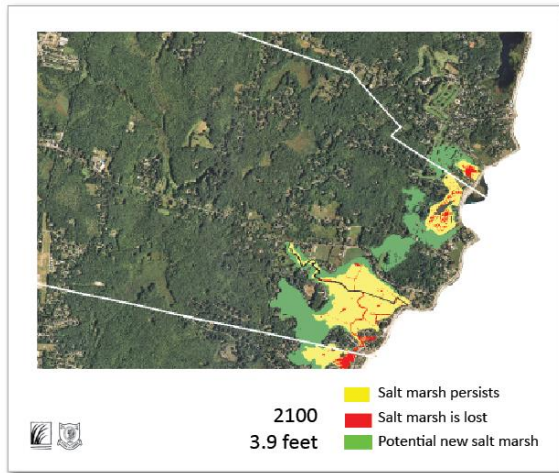 2100
3.9 feet
Salt marsh persists
Salt marsh is lost
Potential new salt marsh